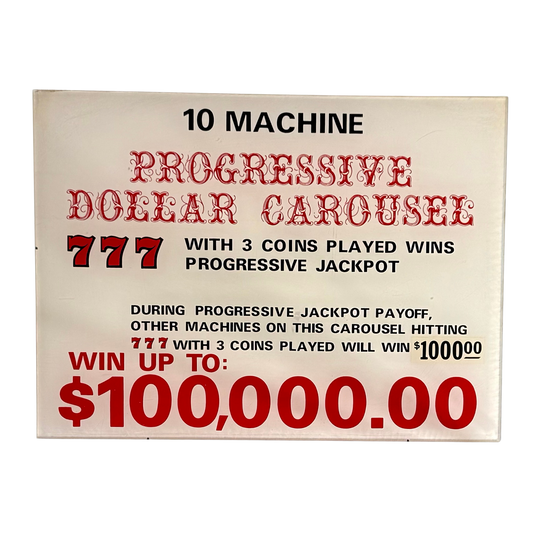 10 MACHINE
PROGRESSIVE
DOLLAR CAROUSEL
777 WITH 3 COINS PLAYED WINS
PROGRESSIVE JACKPOT
DURING PROGRESSIVE JACKPOT PAYOFF,
OTHER MACHINES ON THIS CAROUSEL HITTING
777 WITH 3 COINS PLAYED WILL WIN $100000
WIN UP TO:
$100,000.00